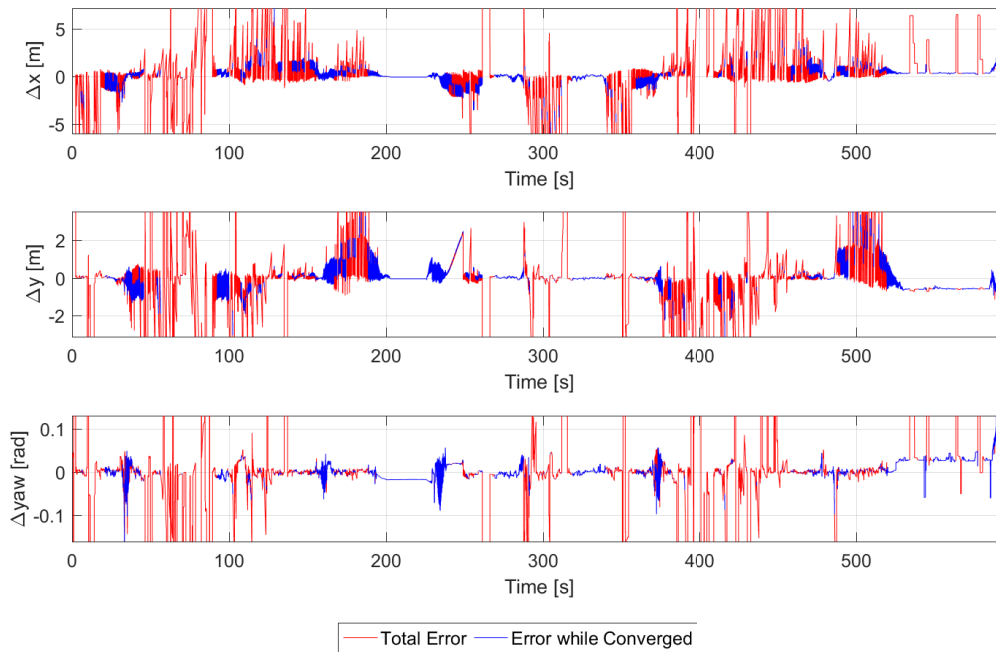 Δx [m]
5
0
-5
0 100 200 300 400 500
Time [s]
Δy [m]
2
0
-2
0 100 200 300 400 500
Time [s]
Δyaw [rad]
0.1
0
-0.1
0 100 200 300 400 500
Time [s]
Total Error Error while Converged